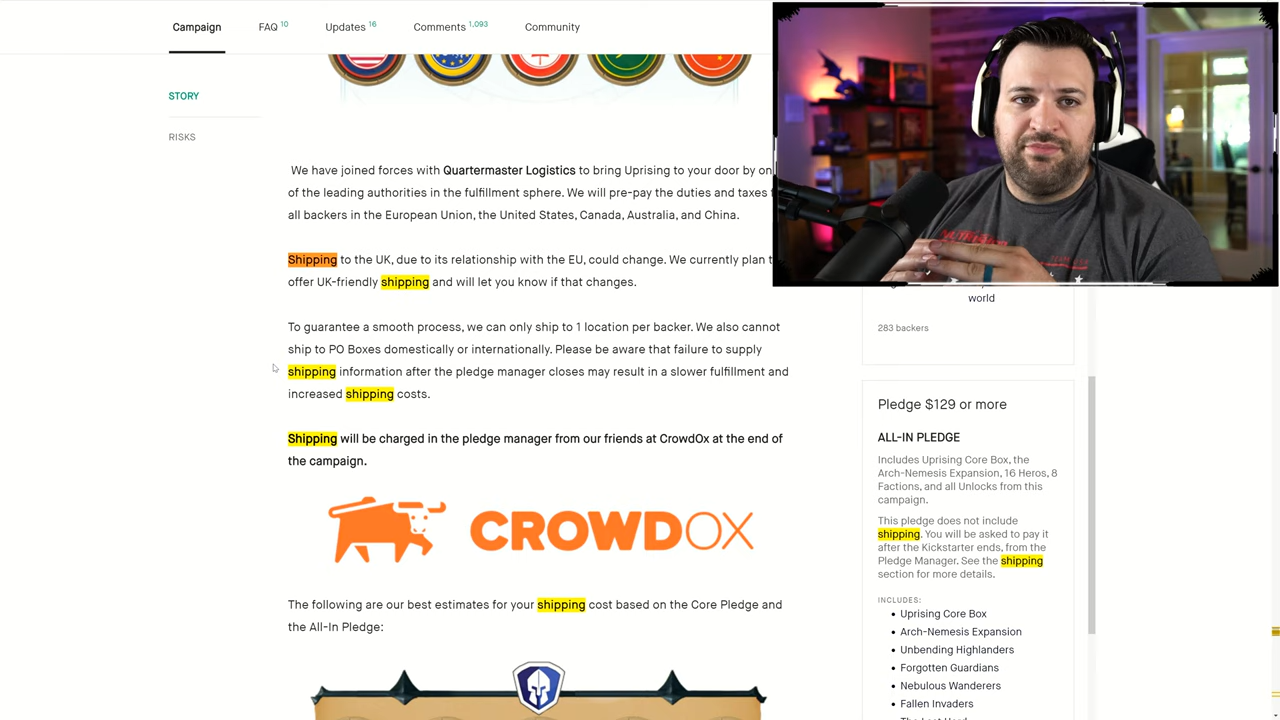 Campaign
FAQ 10
Updates 16
Comments 1,093
Community
STORY
RISKS
We have joined forces with Quartermaster Logistics to bring Uprising to your door by on
of the leading authorities in the fulfillment sphere. We will pre-pay the duties and taxes
all backers in the European Union, the United States, Canada, Australia, and China.
Shipping to the UK, due to its relationship with the EU, could change. We currently plan t
offer UK-friendly shipping and will let you know if that changes.
To guarantee a smooth process, we can only ship to 1 location per backer. We also cannot
ship to PO Boxes domestically or internationally. Please be aware that failure to supply
shipping information after the pledge manager closes may result in a slower fulfillment and
increased shipping costs.
Shipping will be charged in the pledge manager from our friends at CrowdOx at the end of
the campaign.
CROWDOX
The following are our best estimates for your shipping cost based on the Core Pledge and
the All-In Pledge:
world
283 backers
Pledge $129 or more
ALL-IN PLEDGE
Includes Uprising Core Box, the
Arch-Nemesis Expansion, 16 Heros, 8
Factions, and all Unlocks from this
campaign.
This pledge does not include
shipping. You will be asked to pay it
after the Kickstarter ends, from the
Pledge Manager. See the shipping
section for more details.
INCLUDES:
• Uprising Core Box
• Arch-Nemesis Expansion
• Unbending Highlanders
• Forgotten Guardians
• Nebulous Wanderers
• Fallen Invaders